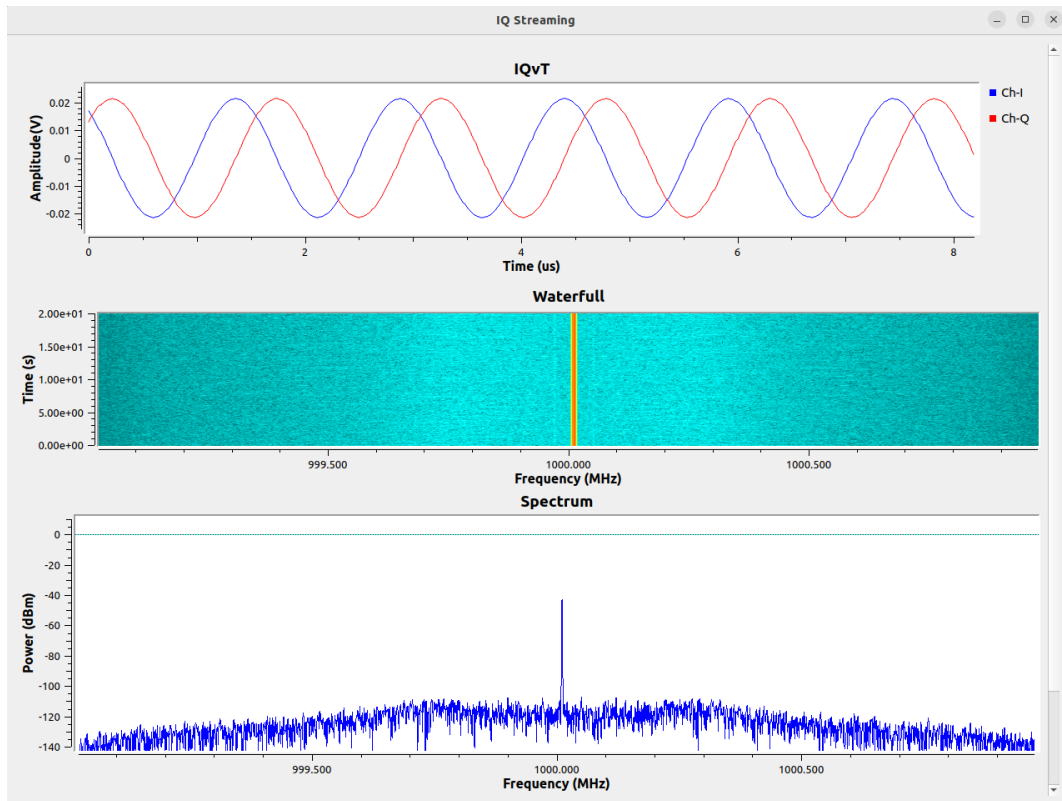 IQ Streaming
IQvT
Amplitude(V)
0.02
0.01
0
-0.01
-0.02
0 2 4 6 8
Time (us)
Ch-I
Ch-Q
Waterfull
Time (s)
2.00e+01
1.50e+01
1.00e+01
5.00e+00
0.00e+00
999.500 1000.000 1000.500
Frequency (MHz)
Spectrum
Power (dBm)
0
-20
-40
-60
-80
-100
-120
-140
999.500 1000.000 1000.500
Frequency (MHz)